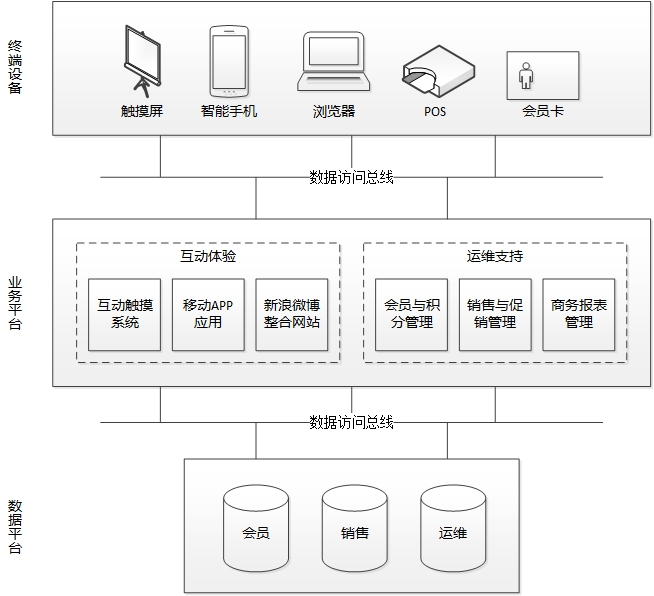 终端设备
触摸屏
智能手机
浏览器
POS
会员卡
数据访问总线
业务平台
互动体验
互动触摸
系统
移动APP
应用
新浪微博
整合网站
运维支持
会员与积
分管理
销售与促
销管理
商务报表
管理
数据访问总线
数据平台
会员
销售
运维